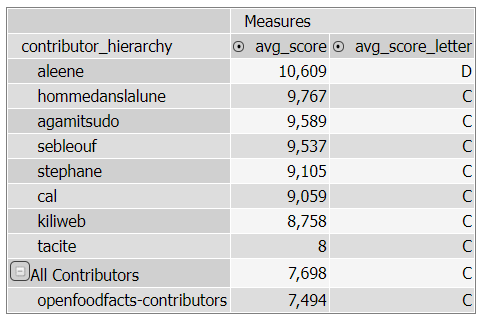 Measures
contributor_hierarchy avg_score avg_score_letter
aleene 10,609 D
hommedanslalune 9,767 C
agamitsudo 9,589 C
sebleouf 9,537 C
stephane 9,105 C
cal 9,059 C
kiliweb 8,758 C
tacite 8 C
All Contributors 7,698 C
openfoodfacts-contributors 7,494 C